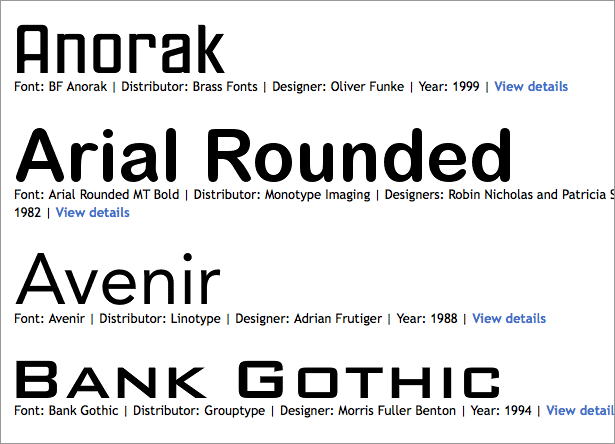 Anorak
Font: BF Anorak | Distributor: Brass Fonts | Designer: Oliver Funke | Year: 1999 | View details
Arial Rounded
Font: Arial Rounded MT Bold | Distributor: Monotype Imaging | Designers: Robin Nicholas and Patricia
1982 | View details
Avenir
Font: Avenir | Distributor: Linotype | Designer: Adrian Frutiger | Year: 1988 | View details
Bank Gothic
Font: Bank Gothic | Distributor: Grouptype | Designer: Morris Fuller Benton | Year: 1994 | View